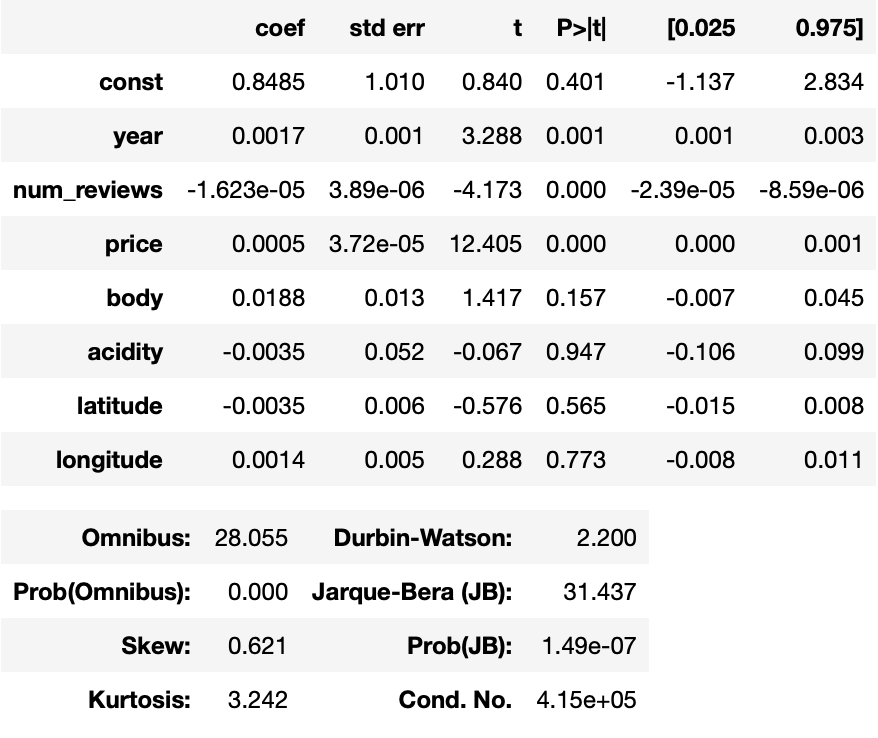 coef std err t P>|t| [0.025 0.975]
const 0.8485 1.010 0.840 0.401 -1.137 2.834
year 0.0017 0.001 3.288 0.001 0.001 0.003
num_reviews -1.623e-05 3.89e-06 -4.173 0.000 -2.39e-05 -8.59e-06
price 0.0005 3.72e-05 12.405 0.000 0.000 0.001
body 0.0188 0.013 1.417 0.157 -0.007 0.045
acidity -0.0035 0.052 -0.067 0.947 -0.106 0.099
latitude -0.0035 0.006 -0.576 0.565 -0.015 0.008
longitude 0.0014 0.005 0.288 0.773 -0.008 0.011
Omnibus: 28.055 Durbin-Watson: 2.200
Prob(Omnibus): 0.000 Jarque-Bera (JB): 31.437
Skew: 0.621 Prob(JB): 1.49e-07
Kurtosis: 3.242 Cond. No. 4.15e+05